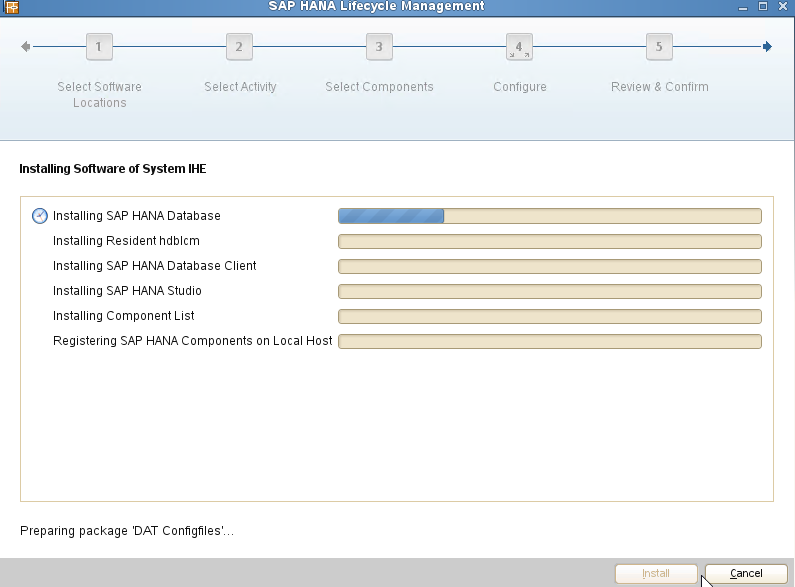 SAP HANA Lifecycle Management
1 2 3 4 5
Select Software Locations Select Activity Select Components Configure Review & Confirm
Installing Software of System IHE
Installing SAP HANA Database
Installing Resident hdblcm
Installing SAP HANA Database Client
Installing SAP HANA Studio
Installing Component List
Registering SAP HANA Components on Local Host
Preparing package 'DAT Configfiles'...
Install Cancel